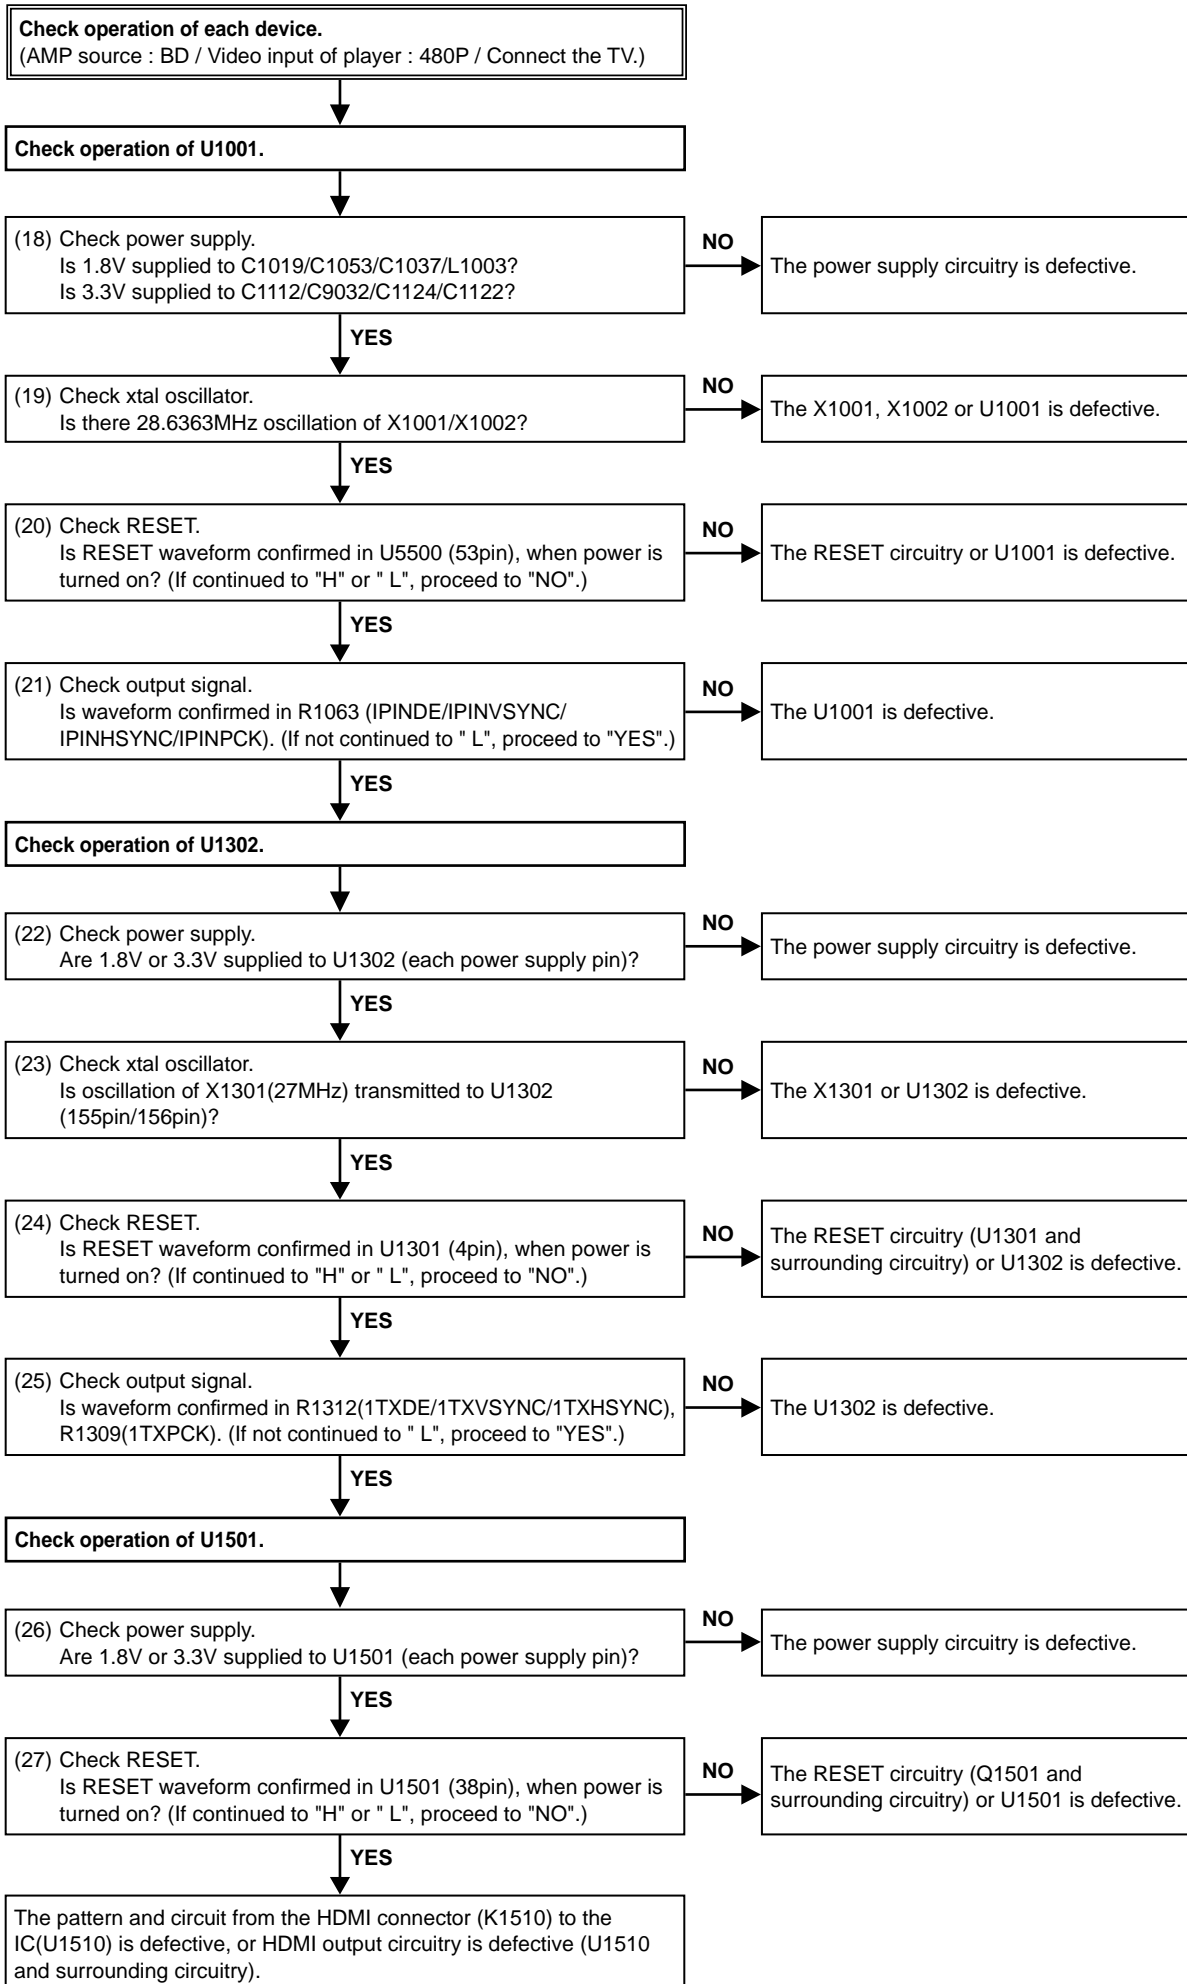 Check operation of each device.
(AMP source : BD / Video input of player : 480P / Connect the TV.)
Check operation of U1001.
(18) Check power supply.
Is 1.8V supplied to C1019/C1053/C1037/L1003?
Is 3.3V supplied to C1112/C9032/C1124/C1122?
NO
The power supply circuitry is defective.
YES
(19) Check xtal oscillator.
Is there 28.6363MHz oscillation of X1001/X1002?
NO
The X1001, X1002 or U1001 is defective.
YES
(20) Check RESET.
Is RESET waveform confirmed in U5500 (53pin), when power is
turned on? (If continued to "H" or " L", proceed to "NO".)
NO
The RESET circuitry or U1001 is defective.
YES
(21) Check output signal.
Is waveform confirmed in R1063 (IPINDE/IPINVSYNC/
IPINHSYNC/IPINPCK). (If not continued to " L", proceed to "YES".)
NO
The U1001 is defective.
YES
Check operation of U1302.
(22) Check power supply.
Are 1.8V or 3.3V supplied to U1302 (each power supply pin)?
NO
The power supply circuitry is defective.
YES
(23) Check xtal oscillator.
Is oscillation of X1301(27MHz) transmitted to U1302
(155pin/156pin)?
NO
The X1301 or U1302 is defective.
YES
(24) Check RESET.
Is RESET waveform confirmed in U1301 (4pin), when power is
turned on? (If continued to "H" or " L", proceed to "NO".)
NO
The RESET circuitry (U1301 and
surrounding circuitry) or U1302 is defective.
YES
(25) Check output signal.
Is waveform confirmed in R1312(1TXDE/1TXVSYNC/1TXHSYNC),
R1309(1TXPCK). (If not continued to " L", proceed to "YES".)
NO
The U1302 is defective.
YES
Check operation of U1501.
(26) Check power supply.
Are 1.8V or 3.3V supplied to U1501 (each power supply pin)?
NO
The power supply circuitry is defective.
YES
(27) Check RESET.
Is RESET waveform confirmed in U1501 (38pin), when power is
turned on? (If continued to "H" or " L", proceed to "NO".)
NO
The RESET circuitry (Q1501 and
surrounding circuitry) or U1501 is defective.
YES
The pattern and circuit from the HDMI connector (K1510) to the
IC(U1510) is defective, or HDMI output circuitry is defective (U1510
and surrounding circuitry).